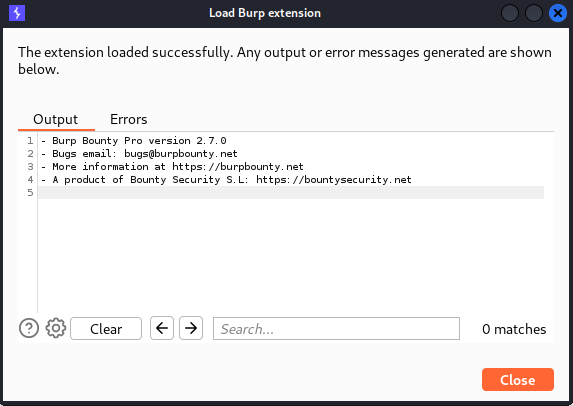 Load Burp extension
The extension loaded successfully. Any output or error messages generated are shown
below.
Output Errors
1 - Burp Bounty Pro version 2.7.0
2 - Bugs email: bugs@burpbounty.net
3 - More information at https://burpbounty.net
4 - A product of Bounty Security S.L: https://bountysecurity.net
5
? Clear ← → Search... 0 matches
Close